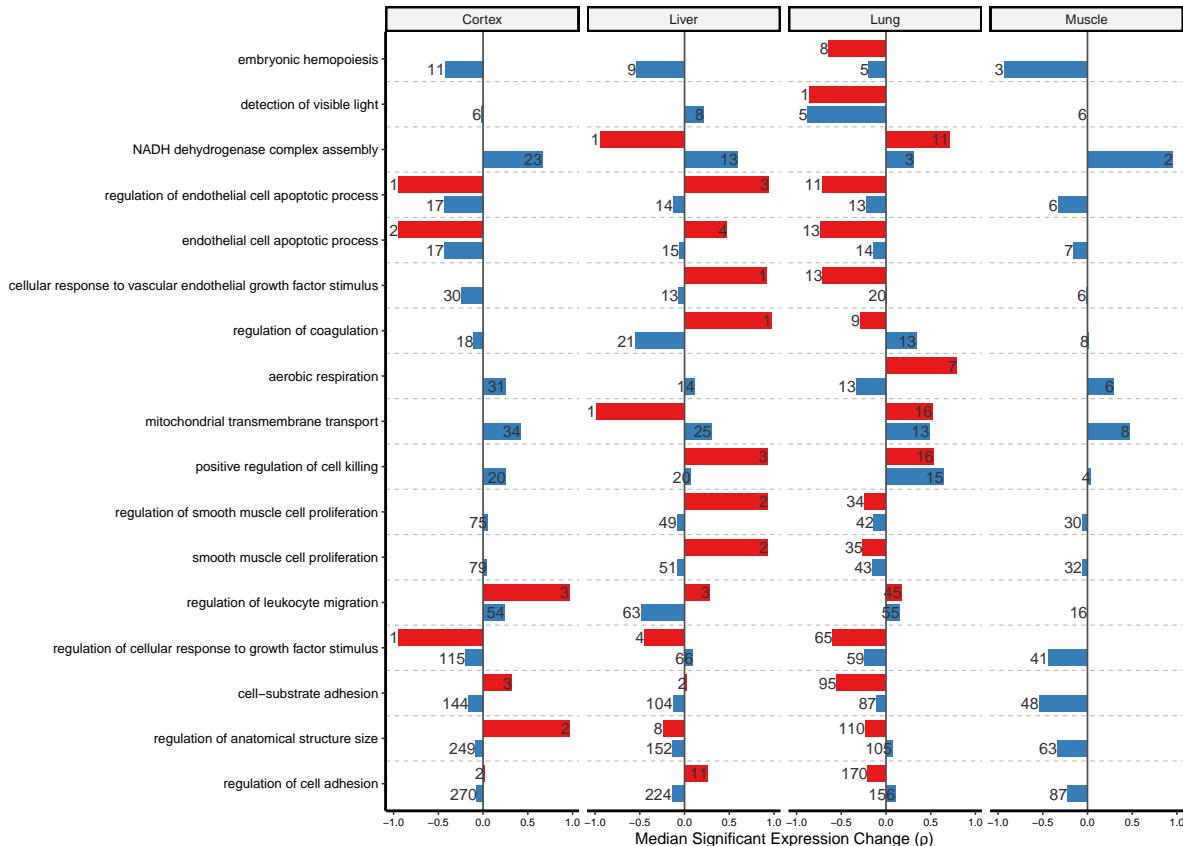 Cortex Liver Lung Muscle
8
embryonic hemopoiesis
11 9 5 3
1
detection of visible light
6 8 5 6
1 11
NADH dehydrogenase complex assembly
23 13 3 2
1 3 11
regulation of endothelial cell apoptotic process
17 14 13 6
2 4 13
endothelial cell apoptotic process
17 15 14 7
1 13
cellular response to vascular endothelial growth factor stimulus
30 13 20 6
1 9
regulation of coagulation
18 21 13 8
7
aerobic respiration
31 14 13 6
1 16
mitochondrial transmembrane transport
34 25 13 8
3 16
positive regulation of cell killing
20 20 15 4
2 34
regulation of smooth muscle cell proliferation
75 49 42 30
2 35
smooth muscle cell proliferation
79 51 43 32
3 3 45
regulation of leukocyte migration
54 63 55 16
1 4 65
regulation of cellular response to growth factor stimulus
115 66 59 41
3 2 95
cell−substrate adhesion
144 104 87 48
2 8 110
regulation of anatomical structure size
249 152 105 63
2 11 170
regulation of cell adhesion
270 224 156 87
−1.0 −0.5 0.0 0.5 1.0 −1.0 −0.5 0.0 0.5 1.0 −1.0 −0.5 0.0 0.5 1.0 −1.0 −0.5 0.0 0.5 1.0
Median Significant Expression Change (ρ)